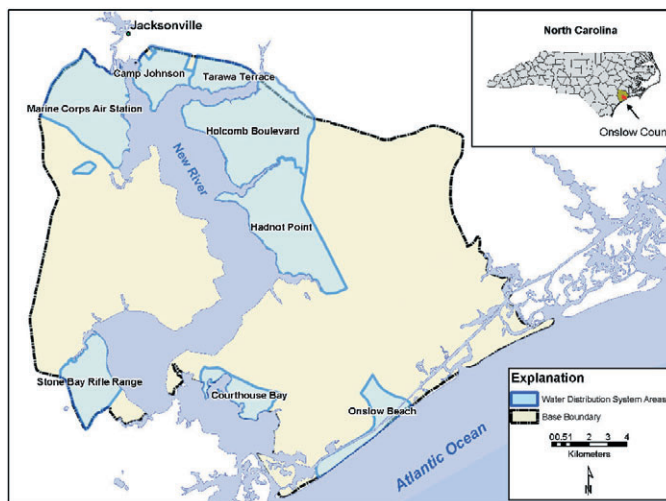 Jacksonville
North Carolina
Onslow Coun
Camp Johnson
Tarawa Terrace
Marine Corps Air Station
Holcomb Boulevard
New River
Hadnot Point
Stone Bay Rifle Range
Courthouse Bay
Onslow Beach
Atlantic Ocean
Explanation
Water Distribution System Areas
Base Boundary
00.51 2 3 4
Kilometers
N